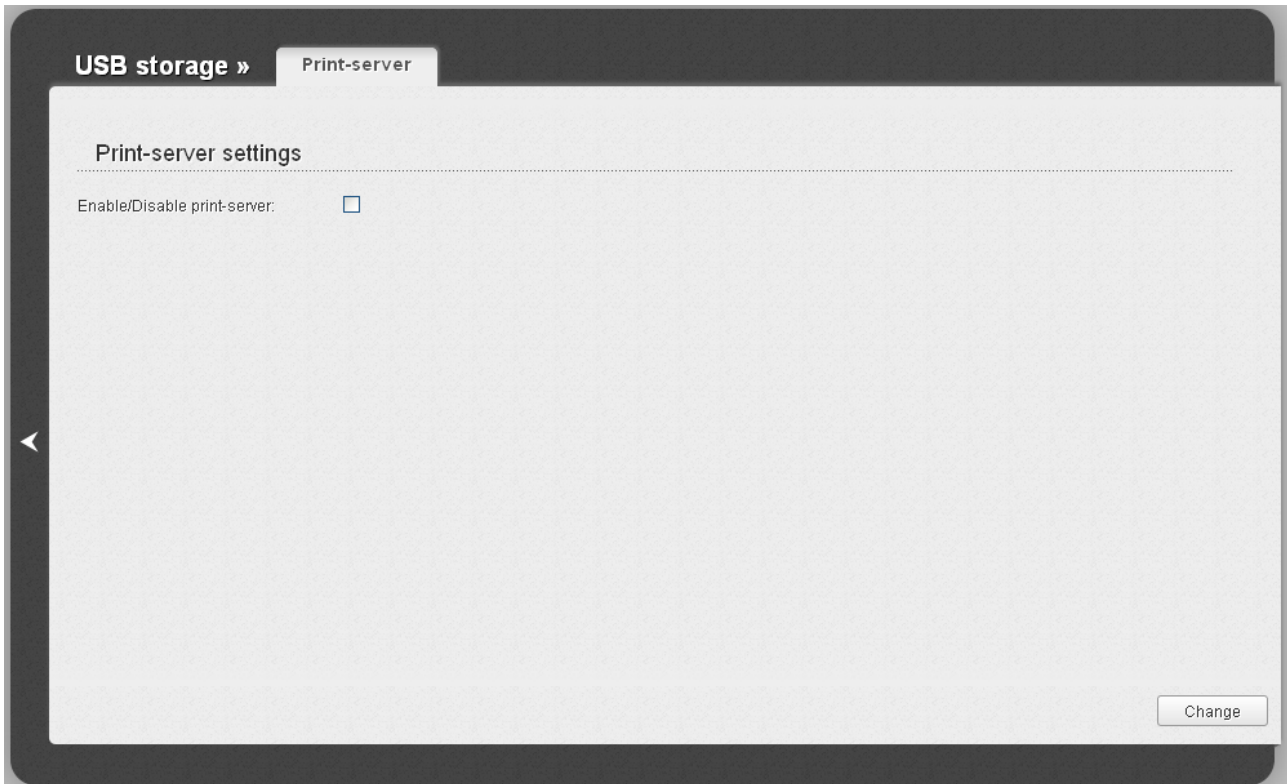 USB storage » Print-server
Print-server settings
Enable/Disable print-server:
Change